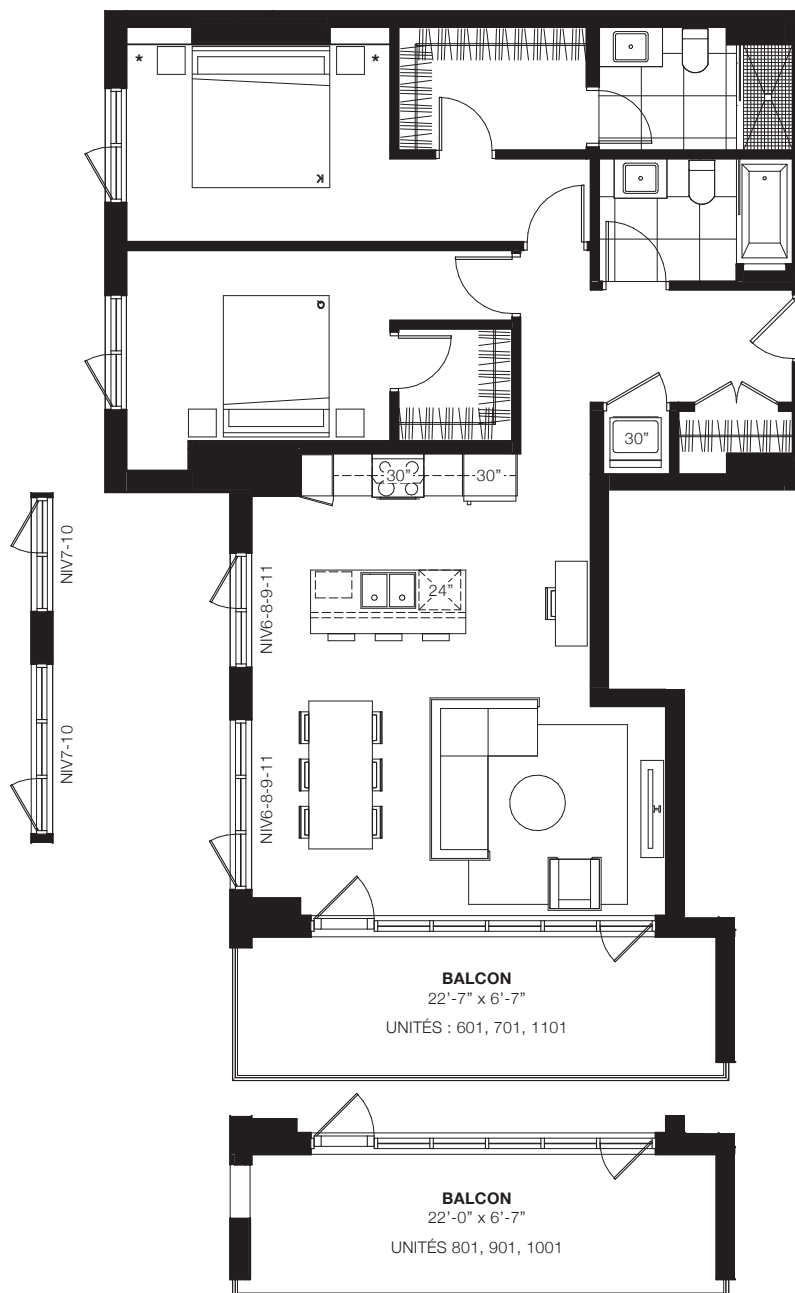 *
*
K
Q
30”
30”
30”
NIV7-10
NIV6-8-9-11
24”
NIV7-10
NIV6-8-9-11
BALCON
22’-7” x 6’-7”
UNITÉS : 601, 701, 1101
BALCON
22’-0” x 6’-7”
UNITÉS 801, 901, 1001